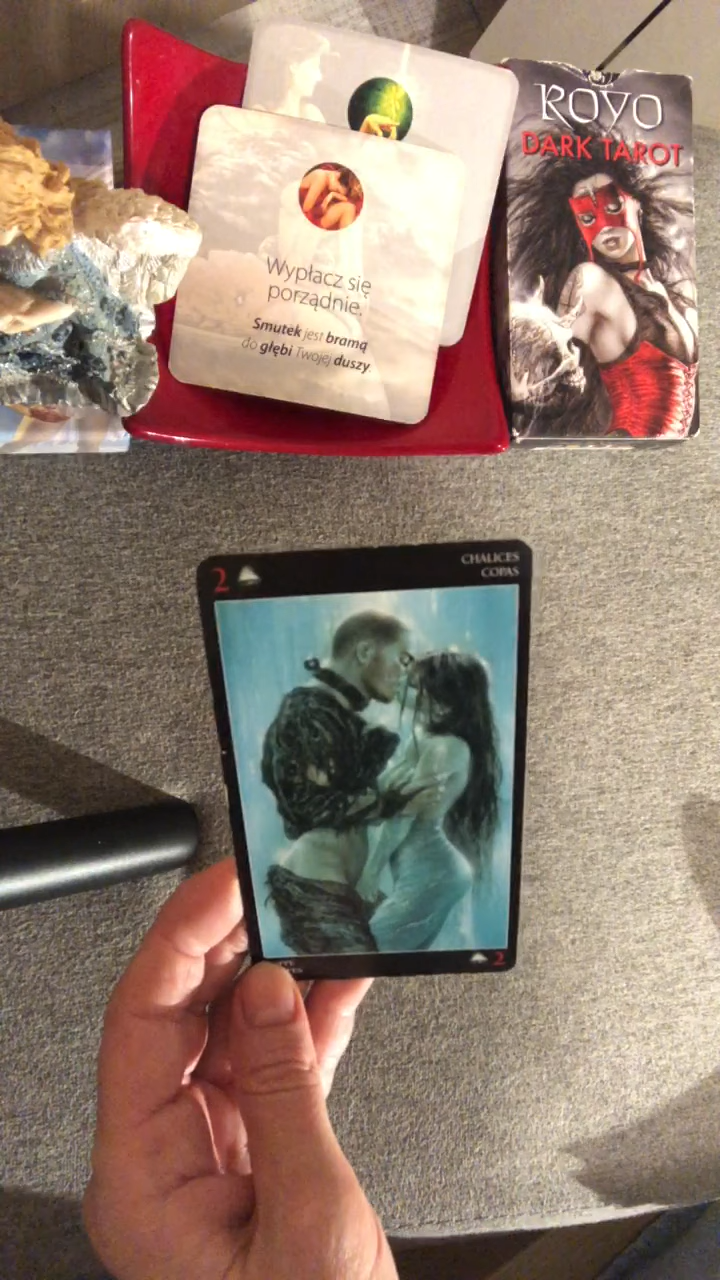 Wypłacz się
porządnie.
Smutek jest bramą
do głębi Twojej duszy.
ROYO
DARK TAROT
2
CHALICES
COPAS
2